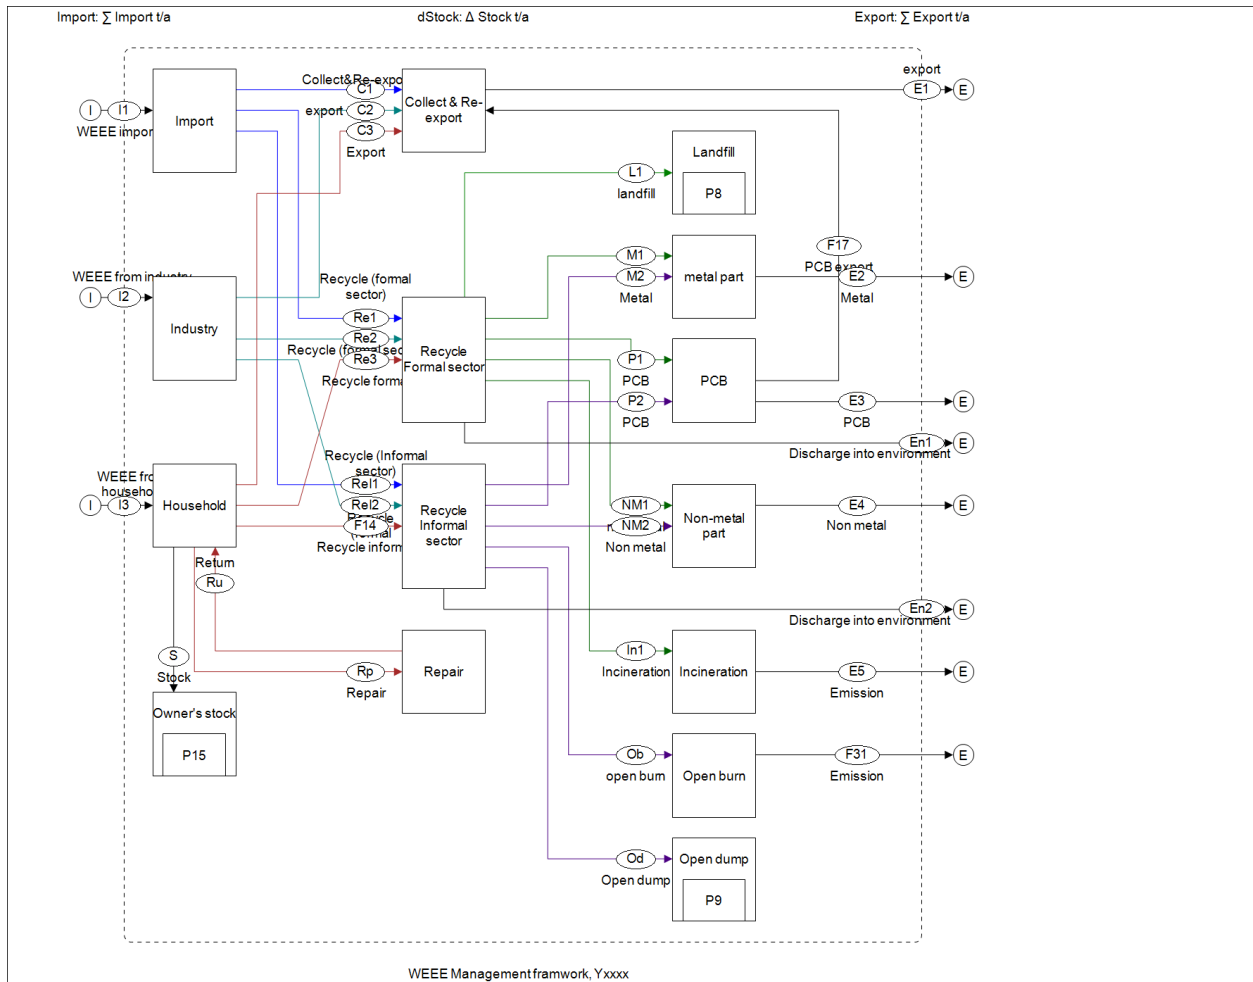 Import: ∑ Import t/a
dStock: Δ Stock t/a
Export: ∑ Export t/a
export
Collect&Re-expo
I
I1
WEEE impor
Import
C1
export
C2
C3
Export
Collect & Re-
export
E1
E
Landfill
P8
L1
landfill
M1
M2
Metal
metal part
F17
PCB export
E2
Metal
E
WEEE from industry
I
I2
Industry
Recycle (formal
sector)
Re1
Re2
Recycle (formal sec
Re3
Recycle forma
Recycle
Formal sector
P1
PCB
P2
PCB
PCB
E3
PCB
E
En1
Discharge into environment
E
WEEE fro
househo
I
I3
Household
Recycle (Informal
sector)
ReI1
ReI2
F14
Recycle inform
Recycle
Informal
sector
NM1
NM2
Non metal
Non-metal
part
E4
Non metal
E
Return
Ru
En2
Discharge into environment
E
S
Stock
Rp
Repair
Repair
In1
Incineration
Incineration
E5
Emission
E
Owner's stock
P15
Ob
open burn
Open burn
F31
Emission
E
Od
Open dump
Open dump
P9
WEEE Management framwork, Yxxxx